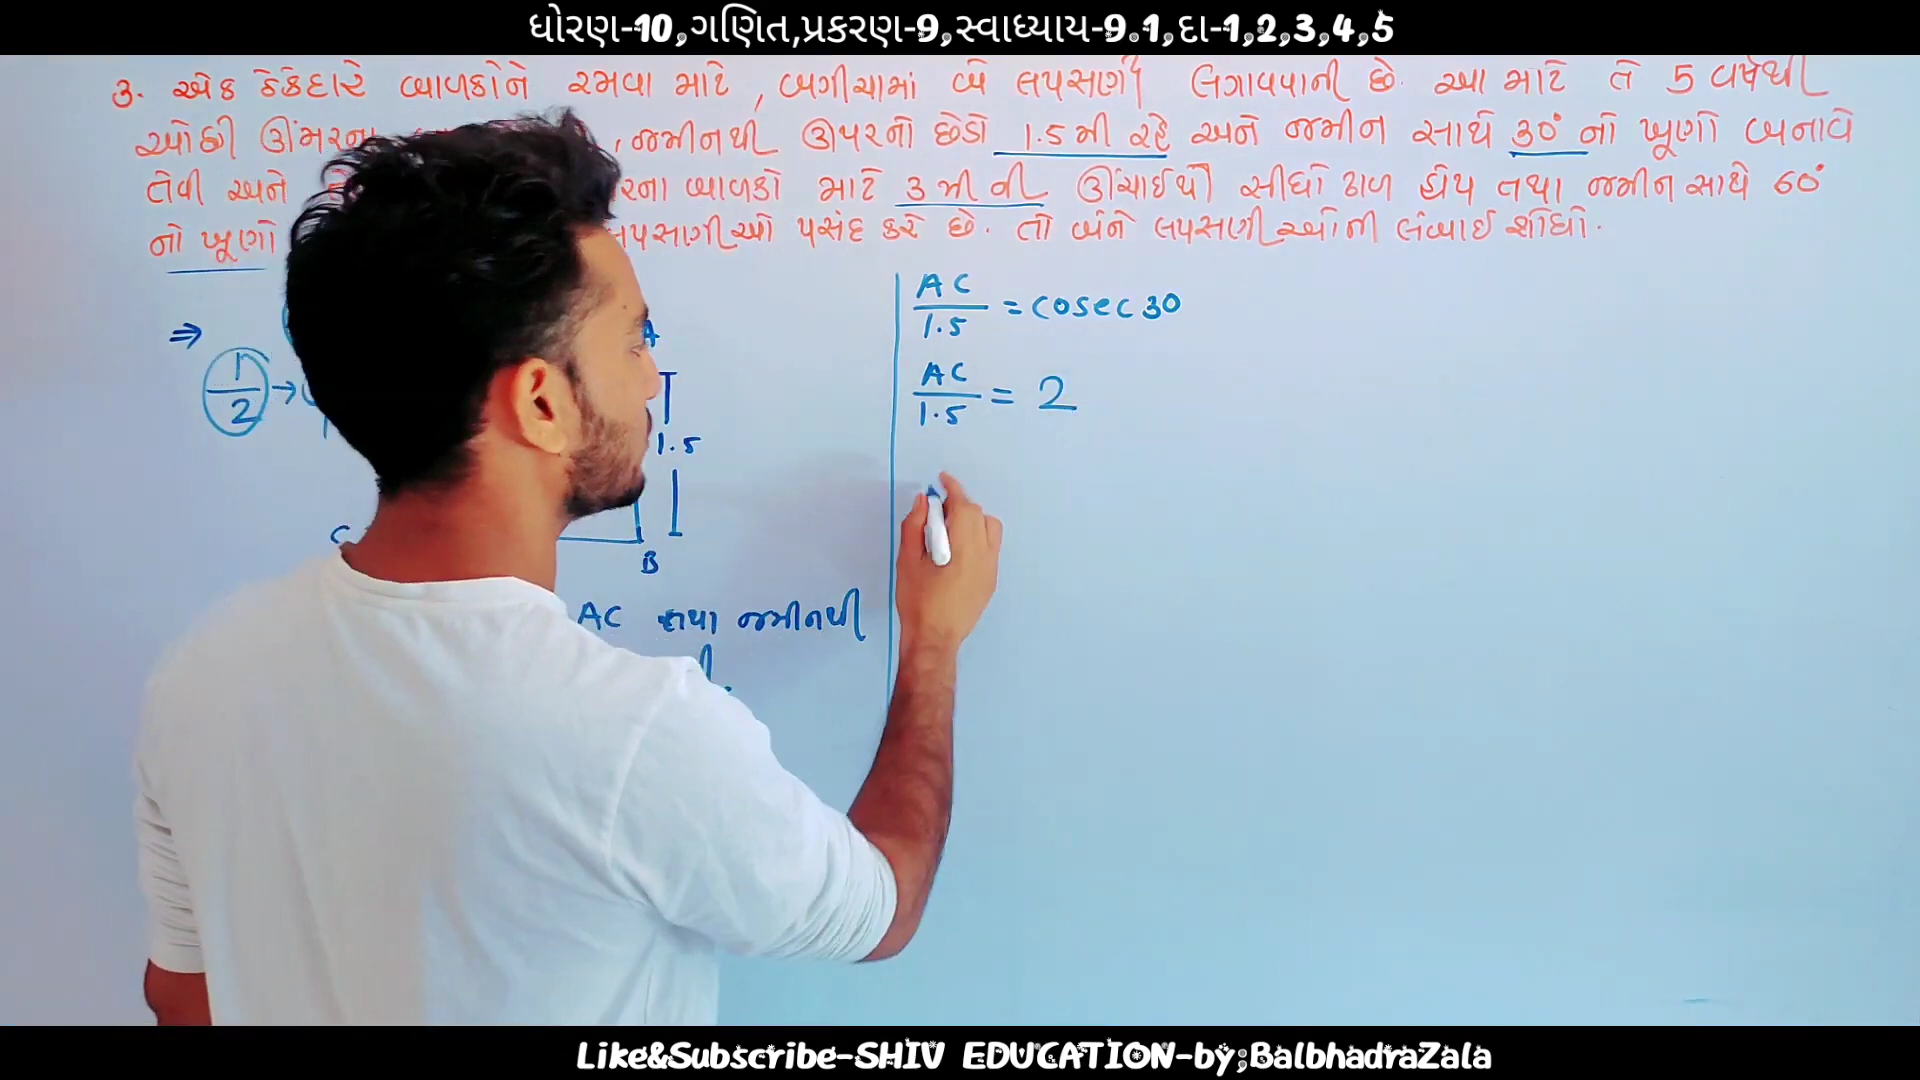 ધોરણ-10,ગણિત,પ્રકરણ-9,સ્વાધ્યાય-9.1,દા-1,2,3,4,5
3. એક ઠેકેદારે બાળકોને રમવા માટે, બગીચામાં બે લપસણી લગાવવાની છે. આ માટે તે 5 વર્ષથી
ઓછી ઊંમરના , જમીનથી ઊપરનો છેડો 1.5 મી રહે અને જમીન સાથે 30° નો ખૂણો બનાવે
તેવી અને બાળકો માટે 3 મી ની ઊંચાઈથી સીધો ઢાળ હોય તથા જમીન સાથે 60°
નો ખૂણો પસંદ કરે છે. તો બંને લપસણીઓની લંબાઈ શોધો.
⇒
1/2 →
A
1.5
C
B
AC તથા જમીનથી
AC/1.5 = cosec 30
AC/1.5 = 2
Like&Subscribe-SHIV EDUCATION-by;BalbhadraZala